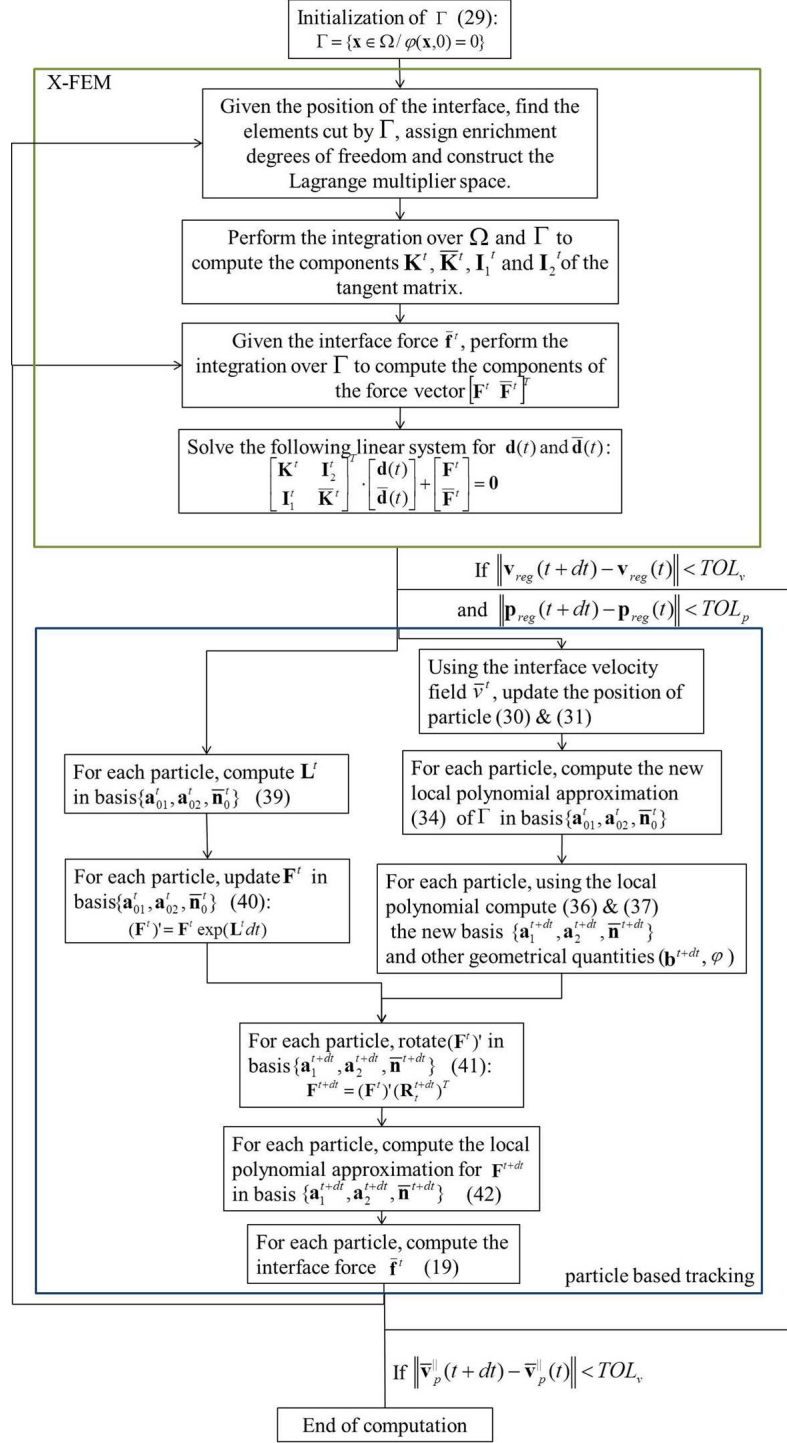 Initialization of Γ (29):
Γ = {x ∈ Ω / φ(x,0) = 0}
X-FEM
Given the position of the interface, find the
elements cut by Γ, assign enrichment
degrees of freedom and construct the
Lagrange multiplier space.
Perform the integration over Ω and Γ to
compute the components K^t, K̅^t, I_1^t and I_2^t of the
tangent matrix.
Given the interface force f̅^t, perform the
integration over Γ to compute the components of
the force vector [F^t F̅^t]^T
Solve the following linear system for d(t) and d̅(t):
[K^t I_2^t; I_1^t K̅^t]^T · [d(t); d̅(t)] + [F^t; F̅^t] = 0
If ‖v_reg(t+dt) − v_reg(t)‖ < TOL_v
and ‖p_reg(t+dt) − p_reg(t)‖ < TOL_p
Using the interface velocity
field v̅^t, update the position of
particle (30) & (31)
For each particle, compute L^t
in basis{a_01^t, a_02^t, n̅_0^t} (39)
For each particle, compute the new
local polynomial approximation
(34) of Γ in basis{a_01^t, a_02^t, n̅_0^t}
For each particle, update F^t in
basis{a_01^t, a_02^t, n̅_0^t} (40):
(F^t)' = F^t exp(L^t dt)
For each particle, using the local
polynomial compute (36) & (37)
the new basis {a_1^{t+dt}, a_2^{t+dt}, n̅^{t+dt}}
and other geometrical quantities (b^{t+dt}, φ)
For each particle, rotate (F^t)' in
basis{a_1^{t+dt}, a_2^{t+dt}, n̅^{t+dt}} (41):
F^{t+dt} = (F^t)'(R_t^{t+dt})^T
For each particle, compute the local
polynomial approximation for F^{t+dt}
in basis {a_1^{t+dt}, a_2^{t+dt}, n̅^{t+dt}} (42)
For each particle, compute the
interface force f̅^t (19)
particle based tracking
If ‖v̅_p^∥(t+dt) − v̅_p^∥(t)‖ < TOL_v
End of computation